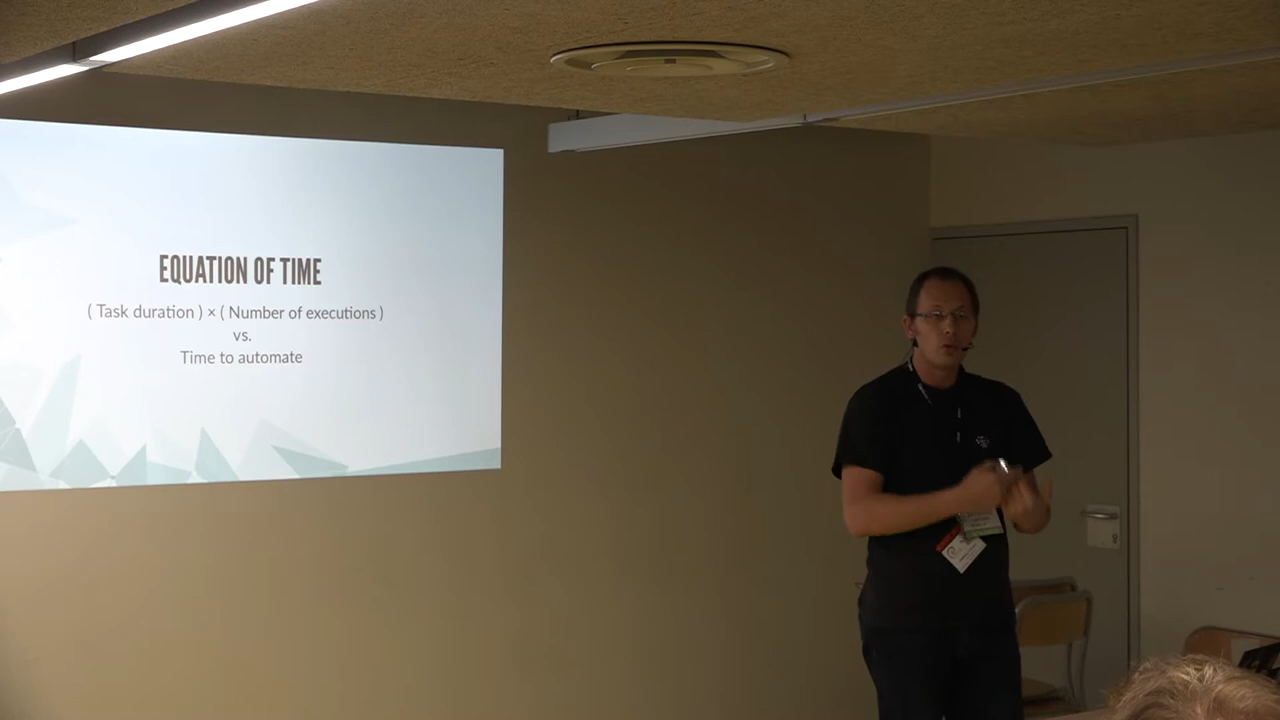 EQUATION OF TIME
( Task duration ) × ( Number of executions )
vs.
Time to automate